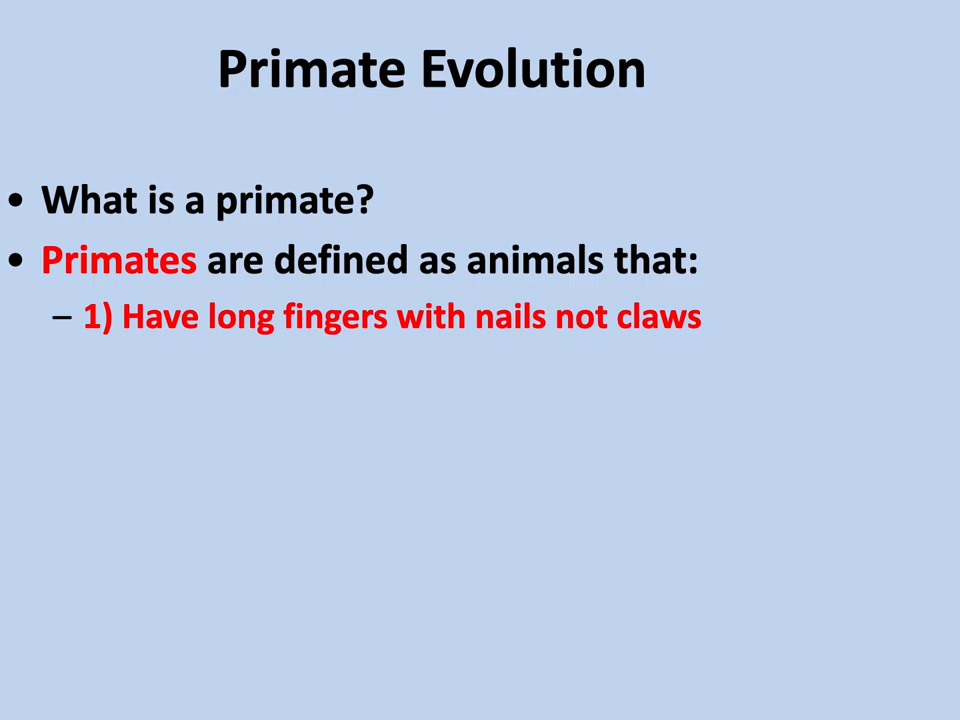 Primate Evolution
• What is a primate?
• Primates are defined as animals that:
– 1) Have long fingers with nails not claws